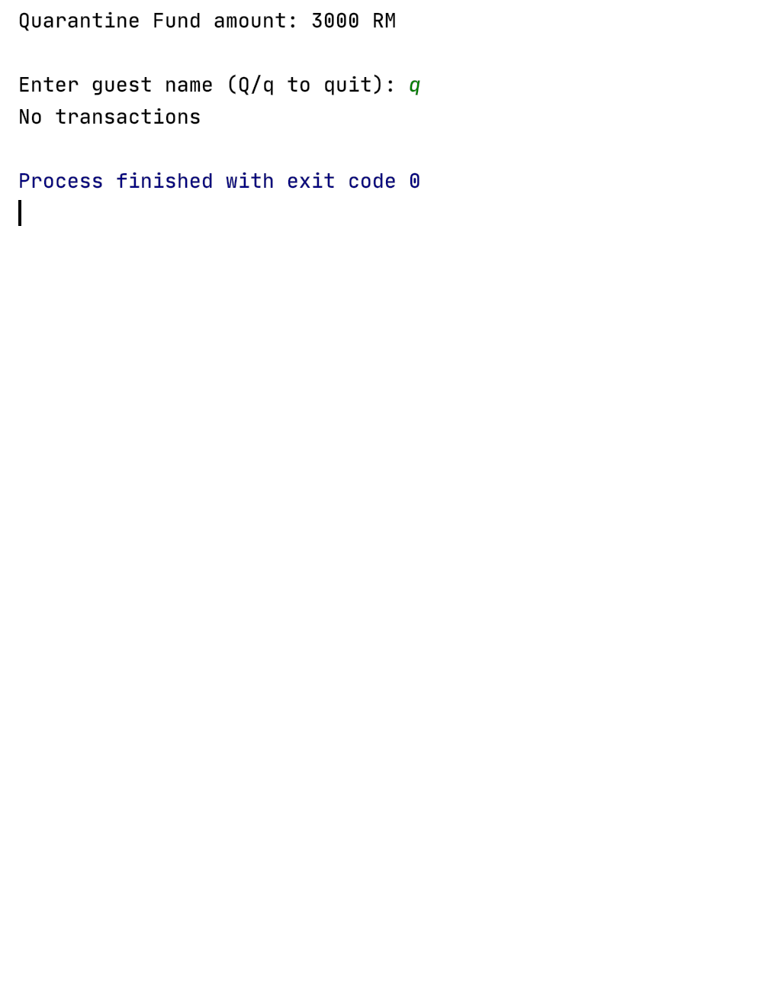 Quarantine Fund amount: 3000 RM
Enter guest name (Q/q to quit): q
No transactions
Process finished with exit code 0